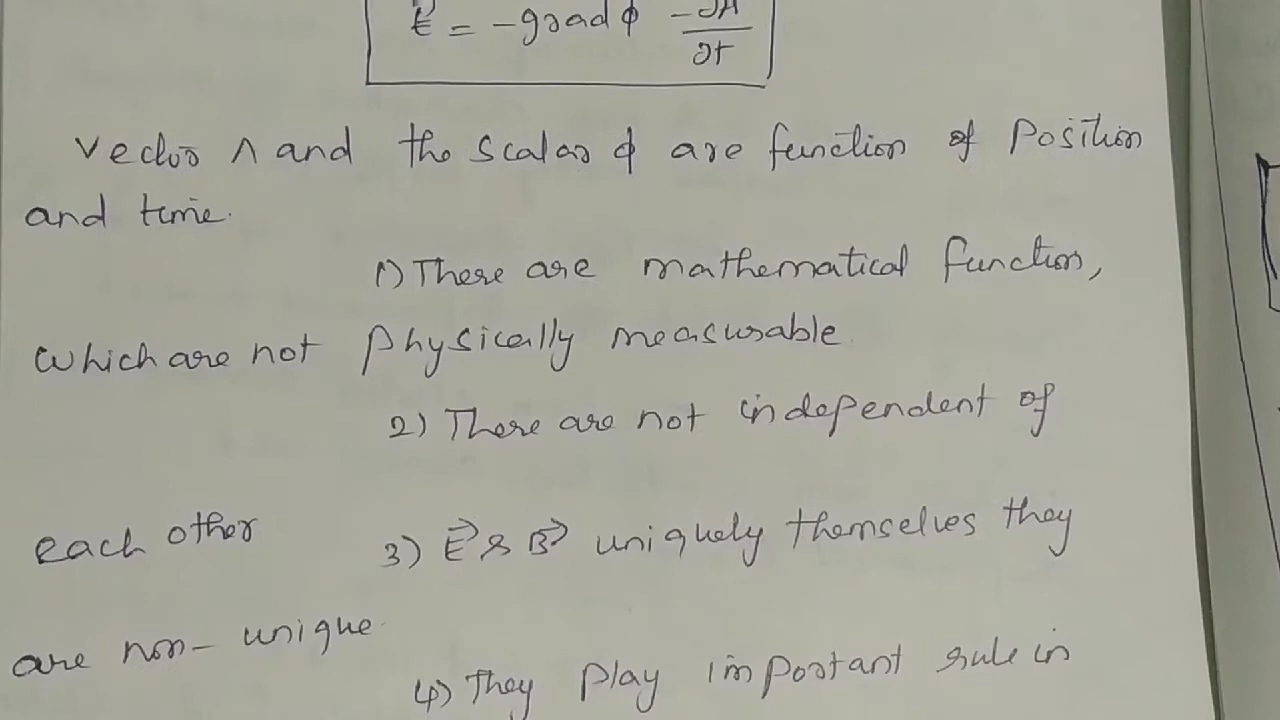 E = -grad ϕ -∂A/∂t
Vector A and the scalar ϕ are function of Position
and time.
1) There are mathematical function,
which are not physically measurable.
2) There are not independent of
each other
3) E⃗ & B⃗ uniquely themselves they
are non-unique.
4) They play important rule in